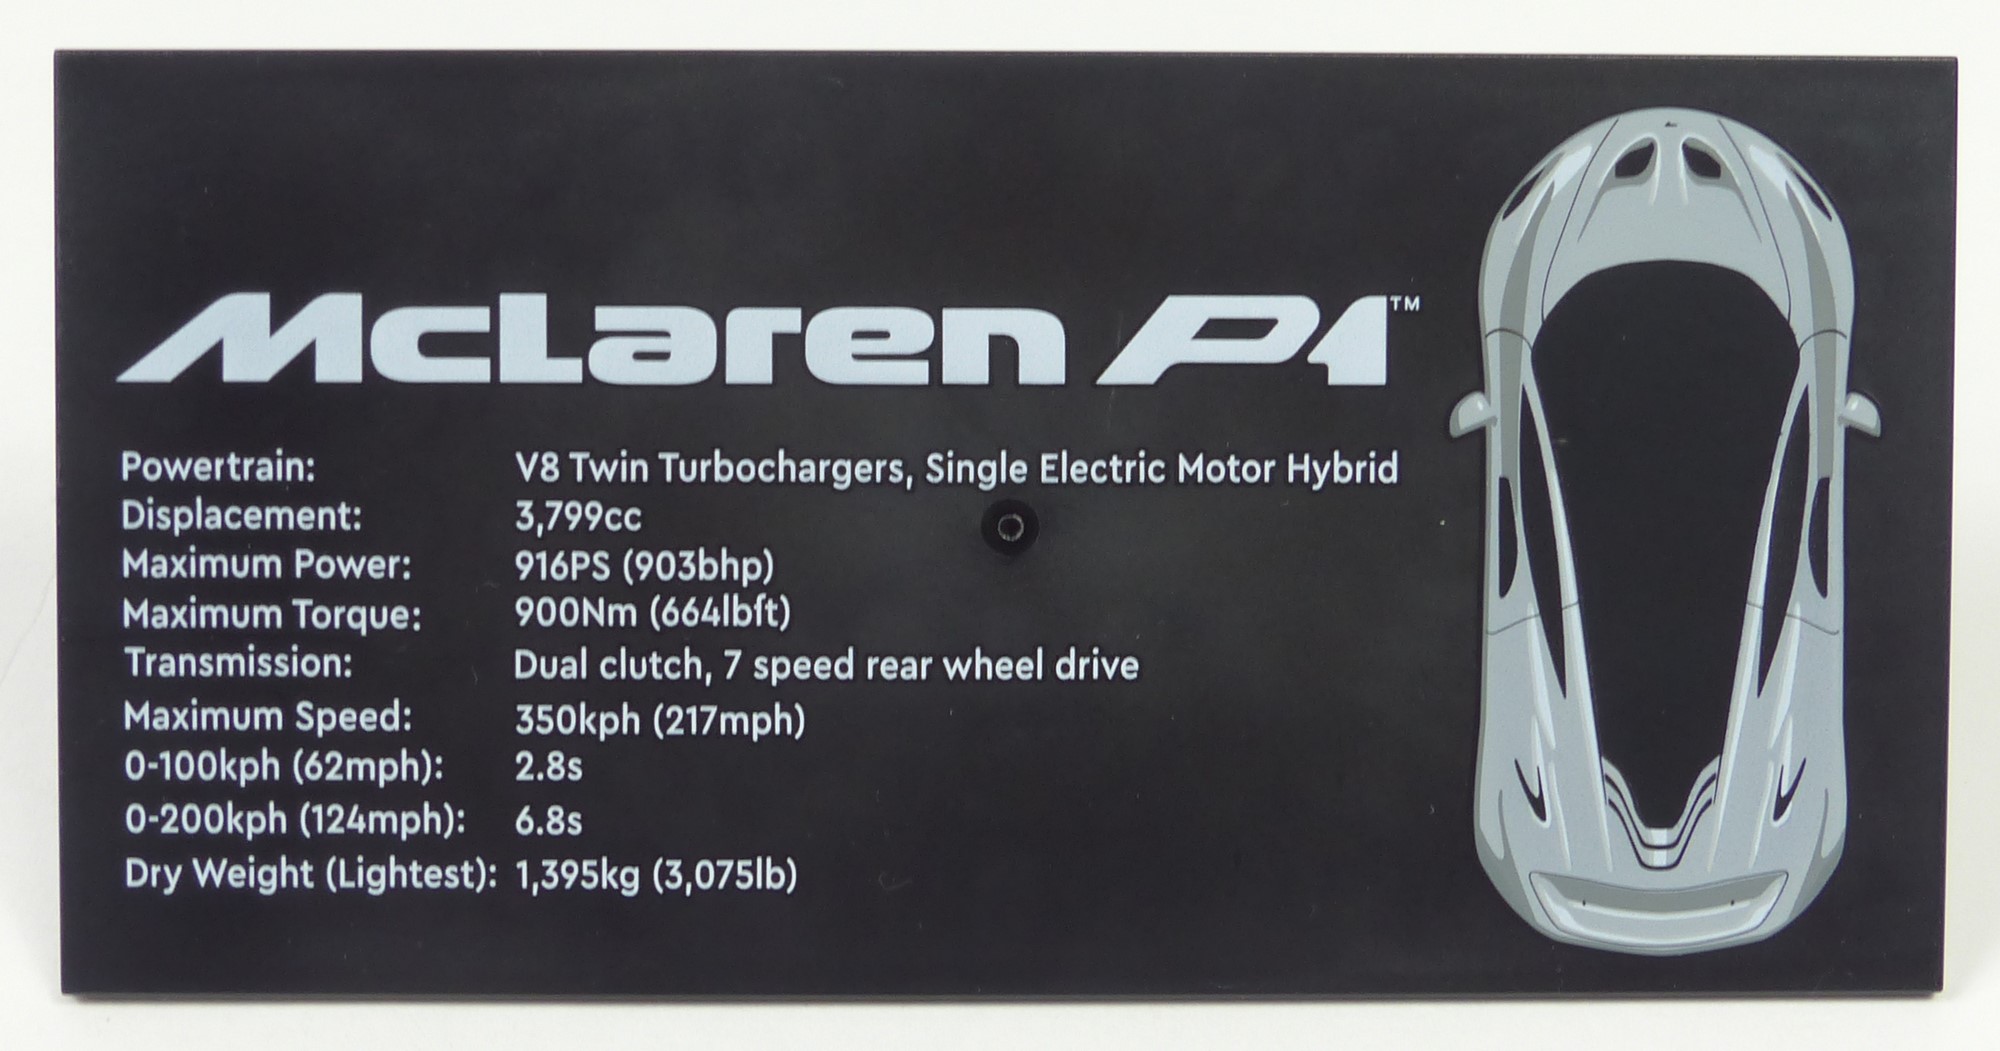 McLaren P1™
Powertrain: V8 Twin Turbochargers, Single Electric Motor Hybrid
Displacement: 3,799cc
Maximum Power: 916PS (903bhp)
Maximum Torque: 900Nm (664lbft)
Transmission: Dual clutch, 7 speed rear wheel drive
Maximum Speed: 350kph (217mph)
0-100kph (62mph): 2.8s
0-200kph (124mph): 6.8s
Dry Weight (Lightest): 1,395kg (3,075lb)